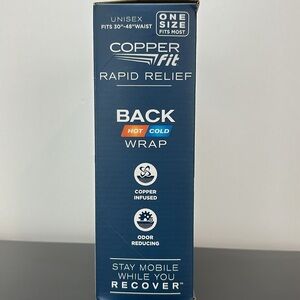 UNISEX
FITS 30"-48" WAIST
ONE
SIZE
FITS MOST
COPPER
fit
RAPID RELIEF
BACK
HOT COLD
WRAP
COPPER
INFUSED
ODOR
REDUCING
STAY MOBILE
WHILE YOU
RECOVER™